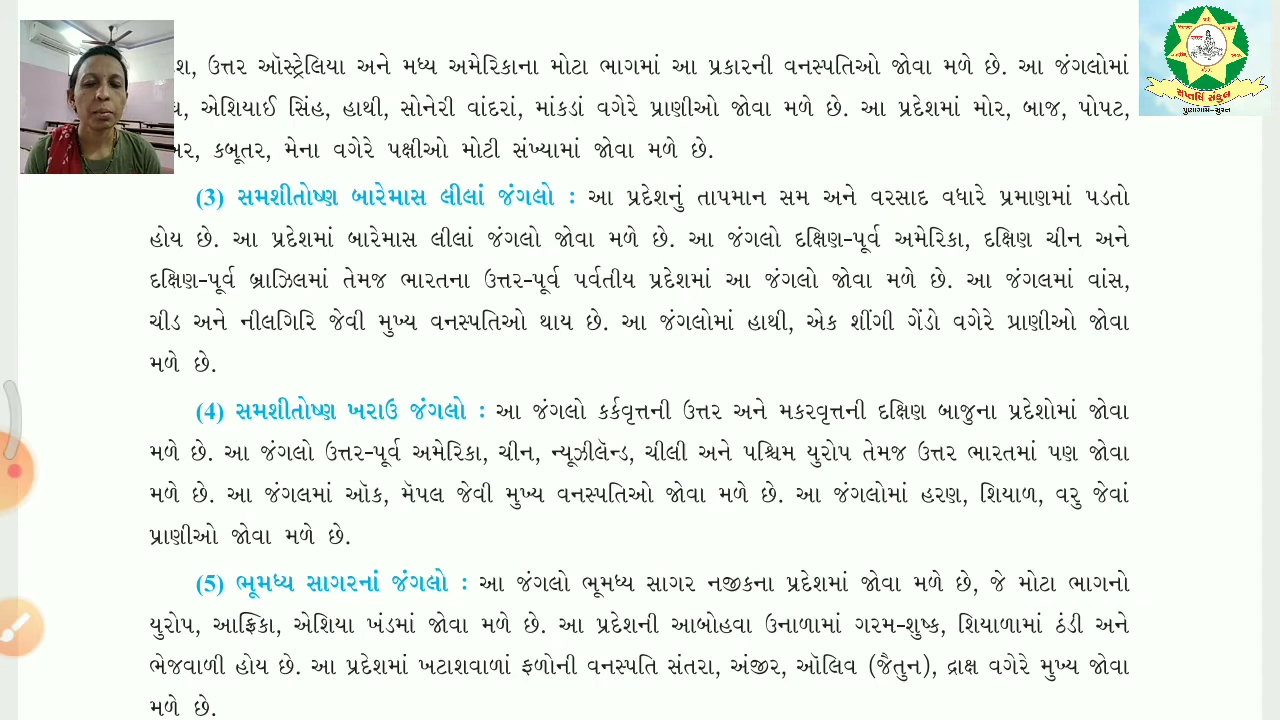 ઉત્તર ઑસ્ટ્રેલિયા અને મધ્ય અમેરિકાના મોટા ભાગમાં આ પ્રકારની વનસ્પતિઓ જોવા મળે છે. આ જંગલોમાં
એશિયાઈ સિંહ, હાથી, સોનેરી વાંદરા, માંકડાં વગેરે પ્રાણીઓ જોવા મળે છે. આ પ્રદેશમાં મોર, બાજ, પોપટ,
કબૂતર, મેના વગેરે પક્ષીઓ મોટી સંખ્યામાં જોવા મળે છે.
(3) સમશીતોષ્ણ બારેમાસ લીલાં જંગલો : આ પ્રદેશનું તાપમાન સમ અને વરસાદ વધારે પ્રમાણમાં પડતો
હોય છે. આ પ્રદેશમાં બારેમાસ લીલાં જંગલો જોવા મળે છે. આ જંગલો દક્ષિણ-પૂર્વ અમેરિકા, દક્ષિણ ચીન અને
દક્ષિણ-પૂર્વ બ્રાઝિલમાં તેમજ ભારતના ઉત્તર-પૂર્વ પર્વતીય પ્રદેશમાં આ જંગલો જોવા મળે છે. આ જંગલમાં વાંસ,
ચીડ અને નીલગિરિ જેવી મુખ્ય વનસ્પતિઓ થાય છે. આ જંગલોમાં હાથી, એક શીંગી ગેંડો વગેરે પ્રાણીઓ જોવા
મળે છે.
(4) સમશીતોષ્ણ ખરાઉ જંગલો : આ જંગલો કર્કવૃત્તની ઉત્તર અને મકરવૃત્તની દક્ષિણ બાજુના પ્રદેશોમાં જોવા
મળે છે. આ જંગલો ઉત્તર-પૂર્વ અમેરિકા, ચીન, ન્યૂઝીલૅન્ડ, ચીલી અને પશ્ચિમ યુરોપ તેમજ ઉત્તર ભારતમાં પણ જોવા
મળે છે. આ જંગલમાં ઑક, મૅપલ જેવી મુખ્ય વનસ્પતિઓ જોવા મળે છે. આ જંગલોમાં હરણ, શિયાળ, વરુ જેવાં
પ્રાણીઓ જોવા મળે છે.
(5) ભૂમધ્ય સાગરનાં જંગલો : આ જંગલો ભૂમધ્ય સાગર નજીકના પ્રદેશમાં જોવા મળે છે, જે મોટા ભાગનો
યુરોપ, આફ્રિકા, એશિયા ખંડમાં જોવા મળે છે. આ પ્રદેશની આબોહવા ઉનાળામાં ગરમ-શુષ્ક, શિયાળામાં ઠંડી અને
ભેજવાળી હોય છે. આ પ્રદેશમાં ખટાશવાળાં ફળોની વનસ્પતિ સંતરા, અંજીર, ઑલિવ (જૈતુન), દ્રાક્ષ વગેરે મુખ્ય જોવા
મળે છે.
સપ્તર્ષિ સંકુલ